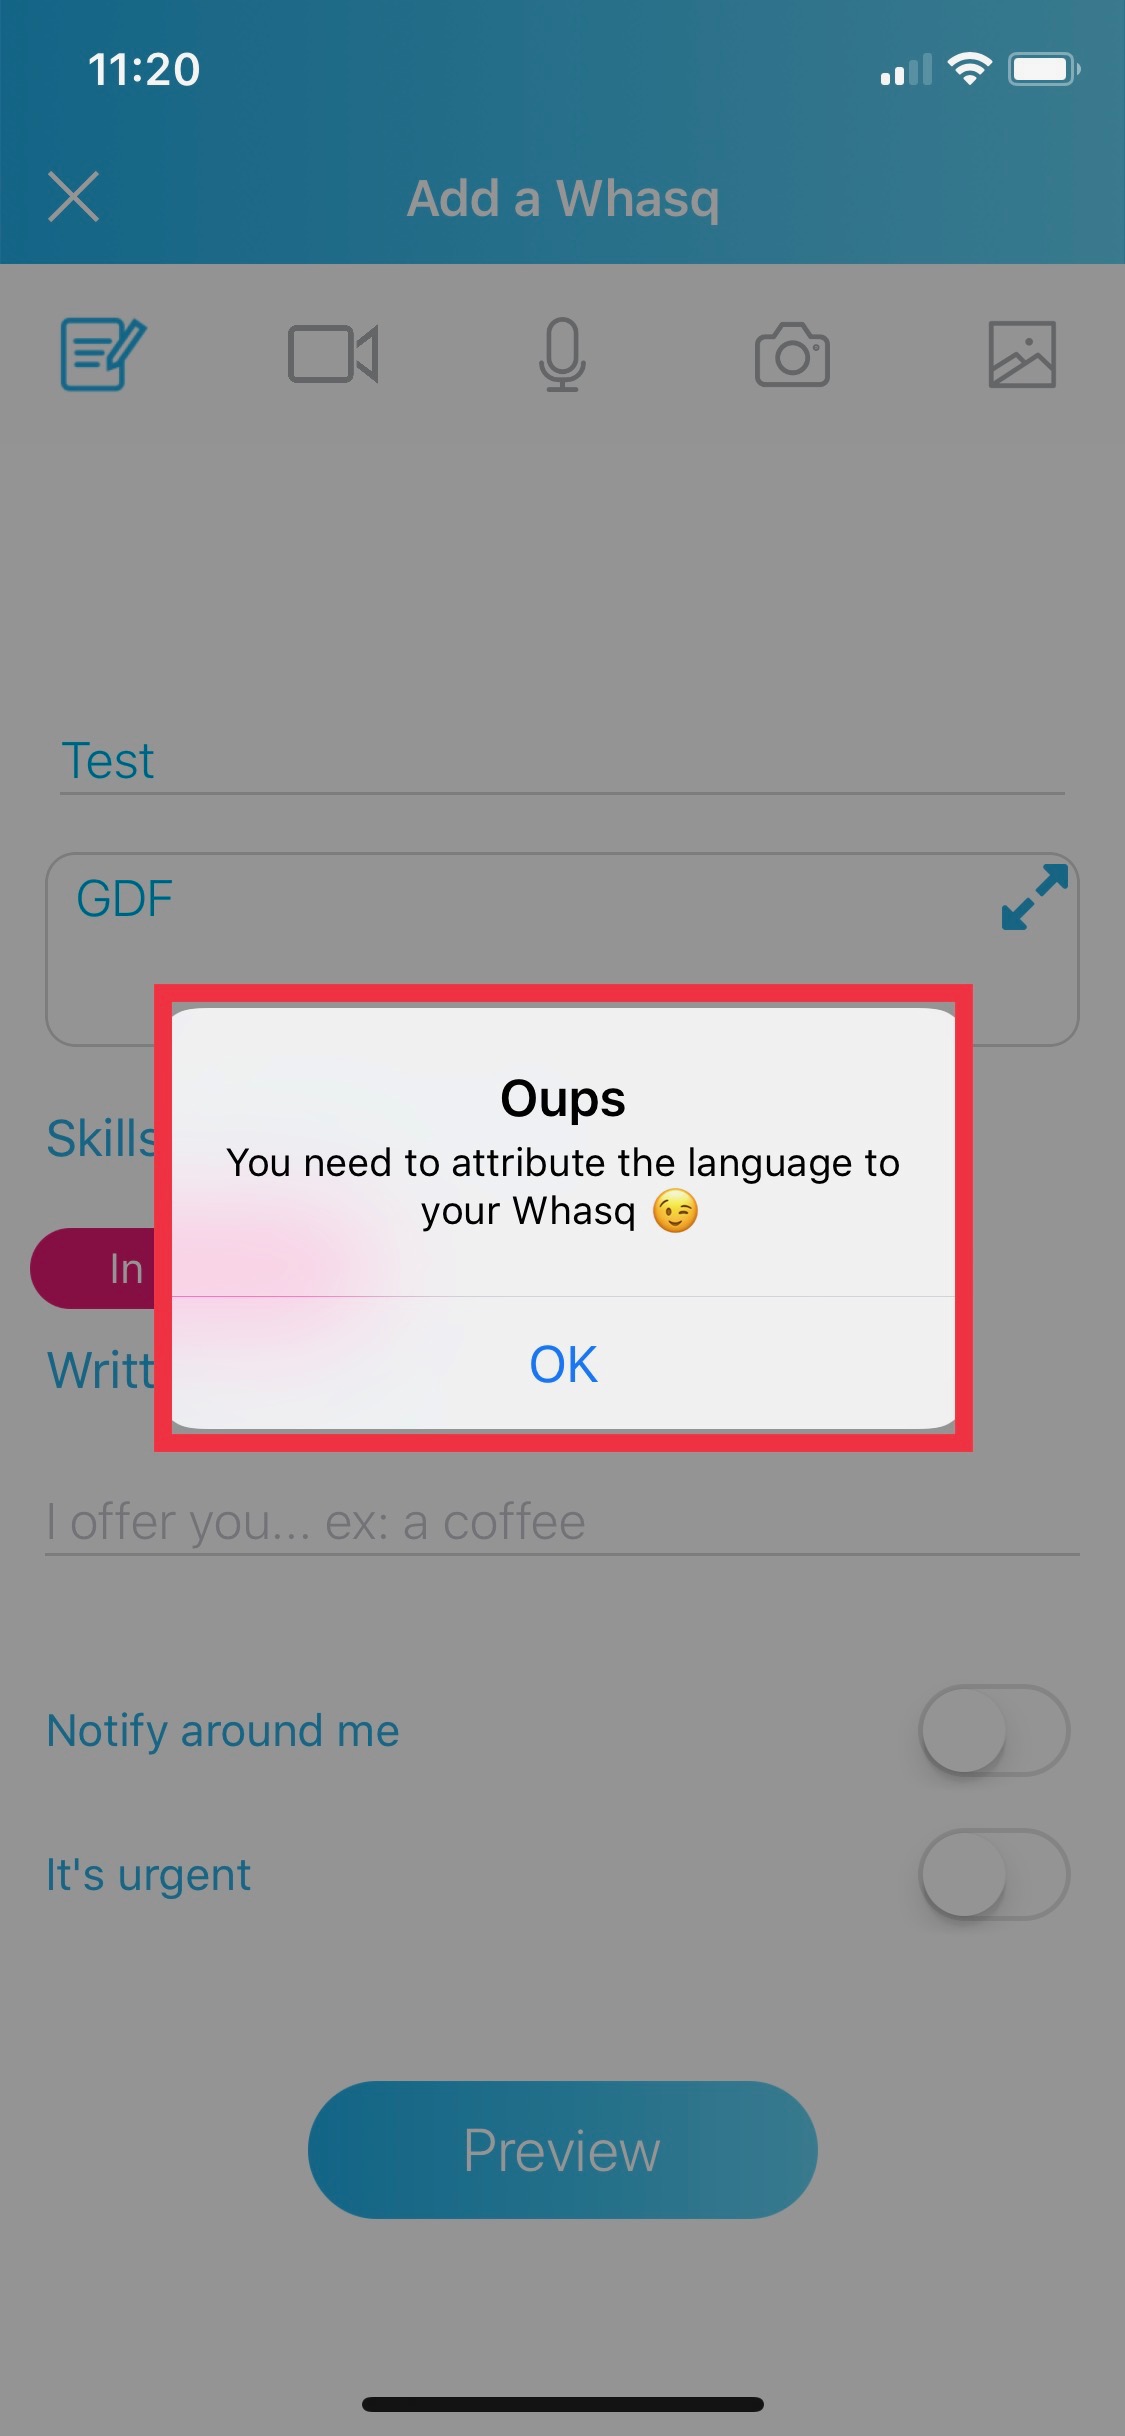 11:20
Add a Whasq
Test
GDF
Oups
Skills
You need to attribute the language to
your Whasq 😉
In
OK
I offer you... ex: a coffee
Notify around me
It's urgent
Preview